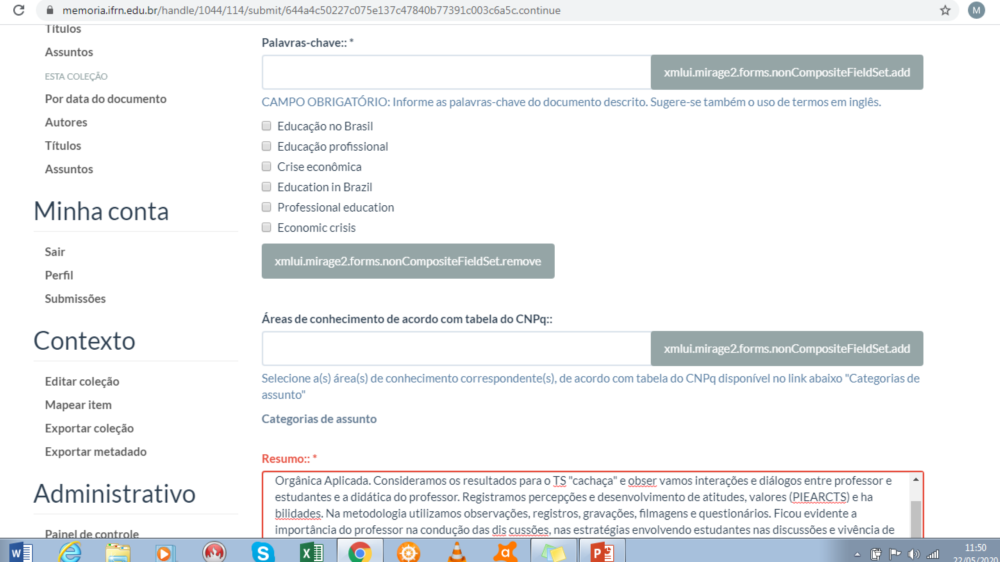 memoria.ifrn.edu.br/handle/1044/114/submit/644a4c50227c075e137c47840b77391c003c6a5c.continue
M
Títulos
Assuntos
ESTA COLEÇÃO
Por data do documento
Autores
Títulos
Assuntos
Minha conta
Sair
Perfil
Submissões
Contexto
Editar coleção
Mapear item
Exportar coleção
Exportar metadado
Administrativo
Painel de controle
Palavras-chave:: *
xmlui.mirage2.forms.nonCompositeFieldSet.add
CAMPO OBRIGATÓRIO: Informe as palavras-chave do documento descrito. Sugere-se também o uso de termos em inglês.
Educação no Brasil
Educação profissional
Crise econômica
Education in Brazil
Professional education
Economic crisis
xmlui.mirage2.forms.nonCompositeFieldSet.remove
Áreas de conhecimento de acordo com tabela do CNPq::
xmlui.mirage2.forms.nonCompositeFieldSet.add
Selecione a(s) área(s) de conhecimento correspondente(s), de acordo com tabela do CNPq disponível no link abaixo "Categorias de
assunto"
Categorias de assunto
Resumo:: *
Orgânica Aplicada. Consideramos os resultados para o TS "cachaça" e obser vamos interações e diálogos entre professor e
estudantes e a didática do professor. Registramos percepções e desenvolvimento de atitudes, valores (PIEARCTS) e ha
bilidades. Na metodologia utilizamos observações, registros, gravações, filmagens e questionários. Ficou evidente a
importância do professor na condução das dis cussões, nas estratégias envolvendo estudantes nas discussões e vivência de
11:50
22/05/2020